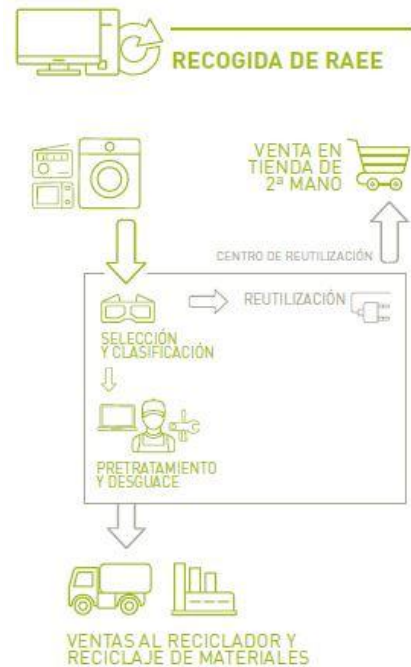 RECOGIDA DE RAEE
VENTA EN
TIENDA DE
2ª MANO
CENTRO DE REUTILIZACIÓN
REUTILIZACIÓN
SELECCIÓN
Y CLASIFICACIÓN
PRETRATAMIENTO
Y DESGUACE
VENTAS AL RECICLADOR Y
RECICLAJE DE MATERIALES